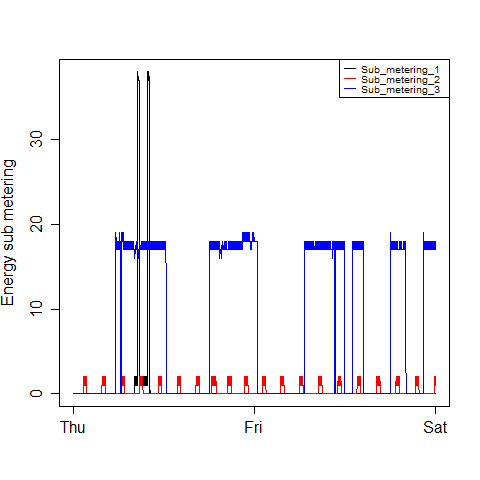 Sub_metering_1
Sub_metering_2
Sub_metering_3
Energy sub metering
30
20
10
0
Thu Fri Sat